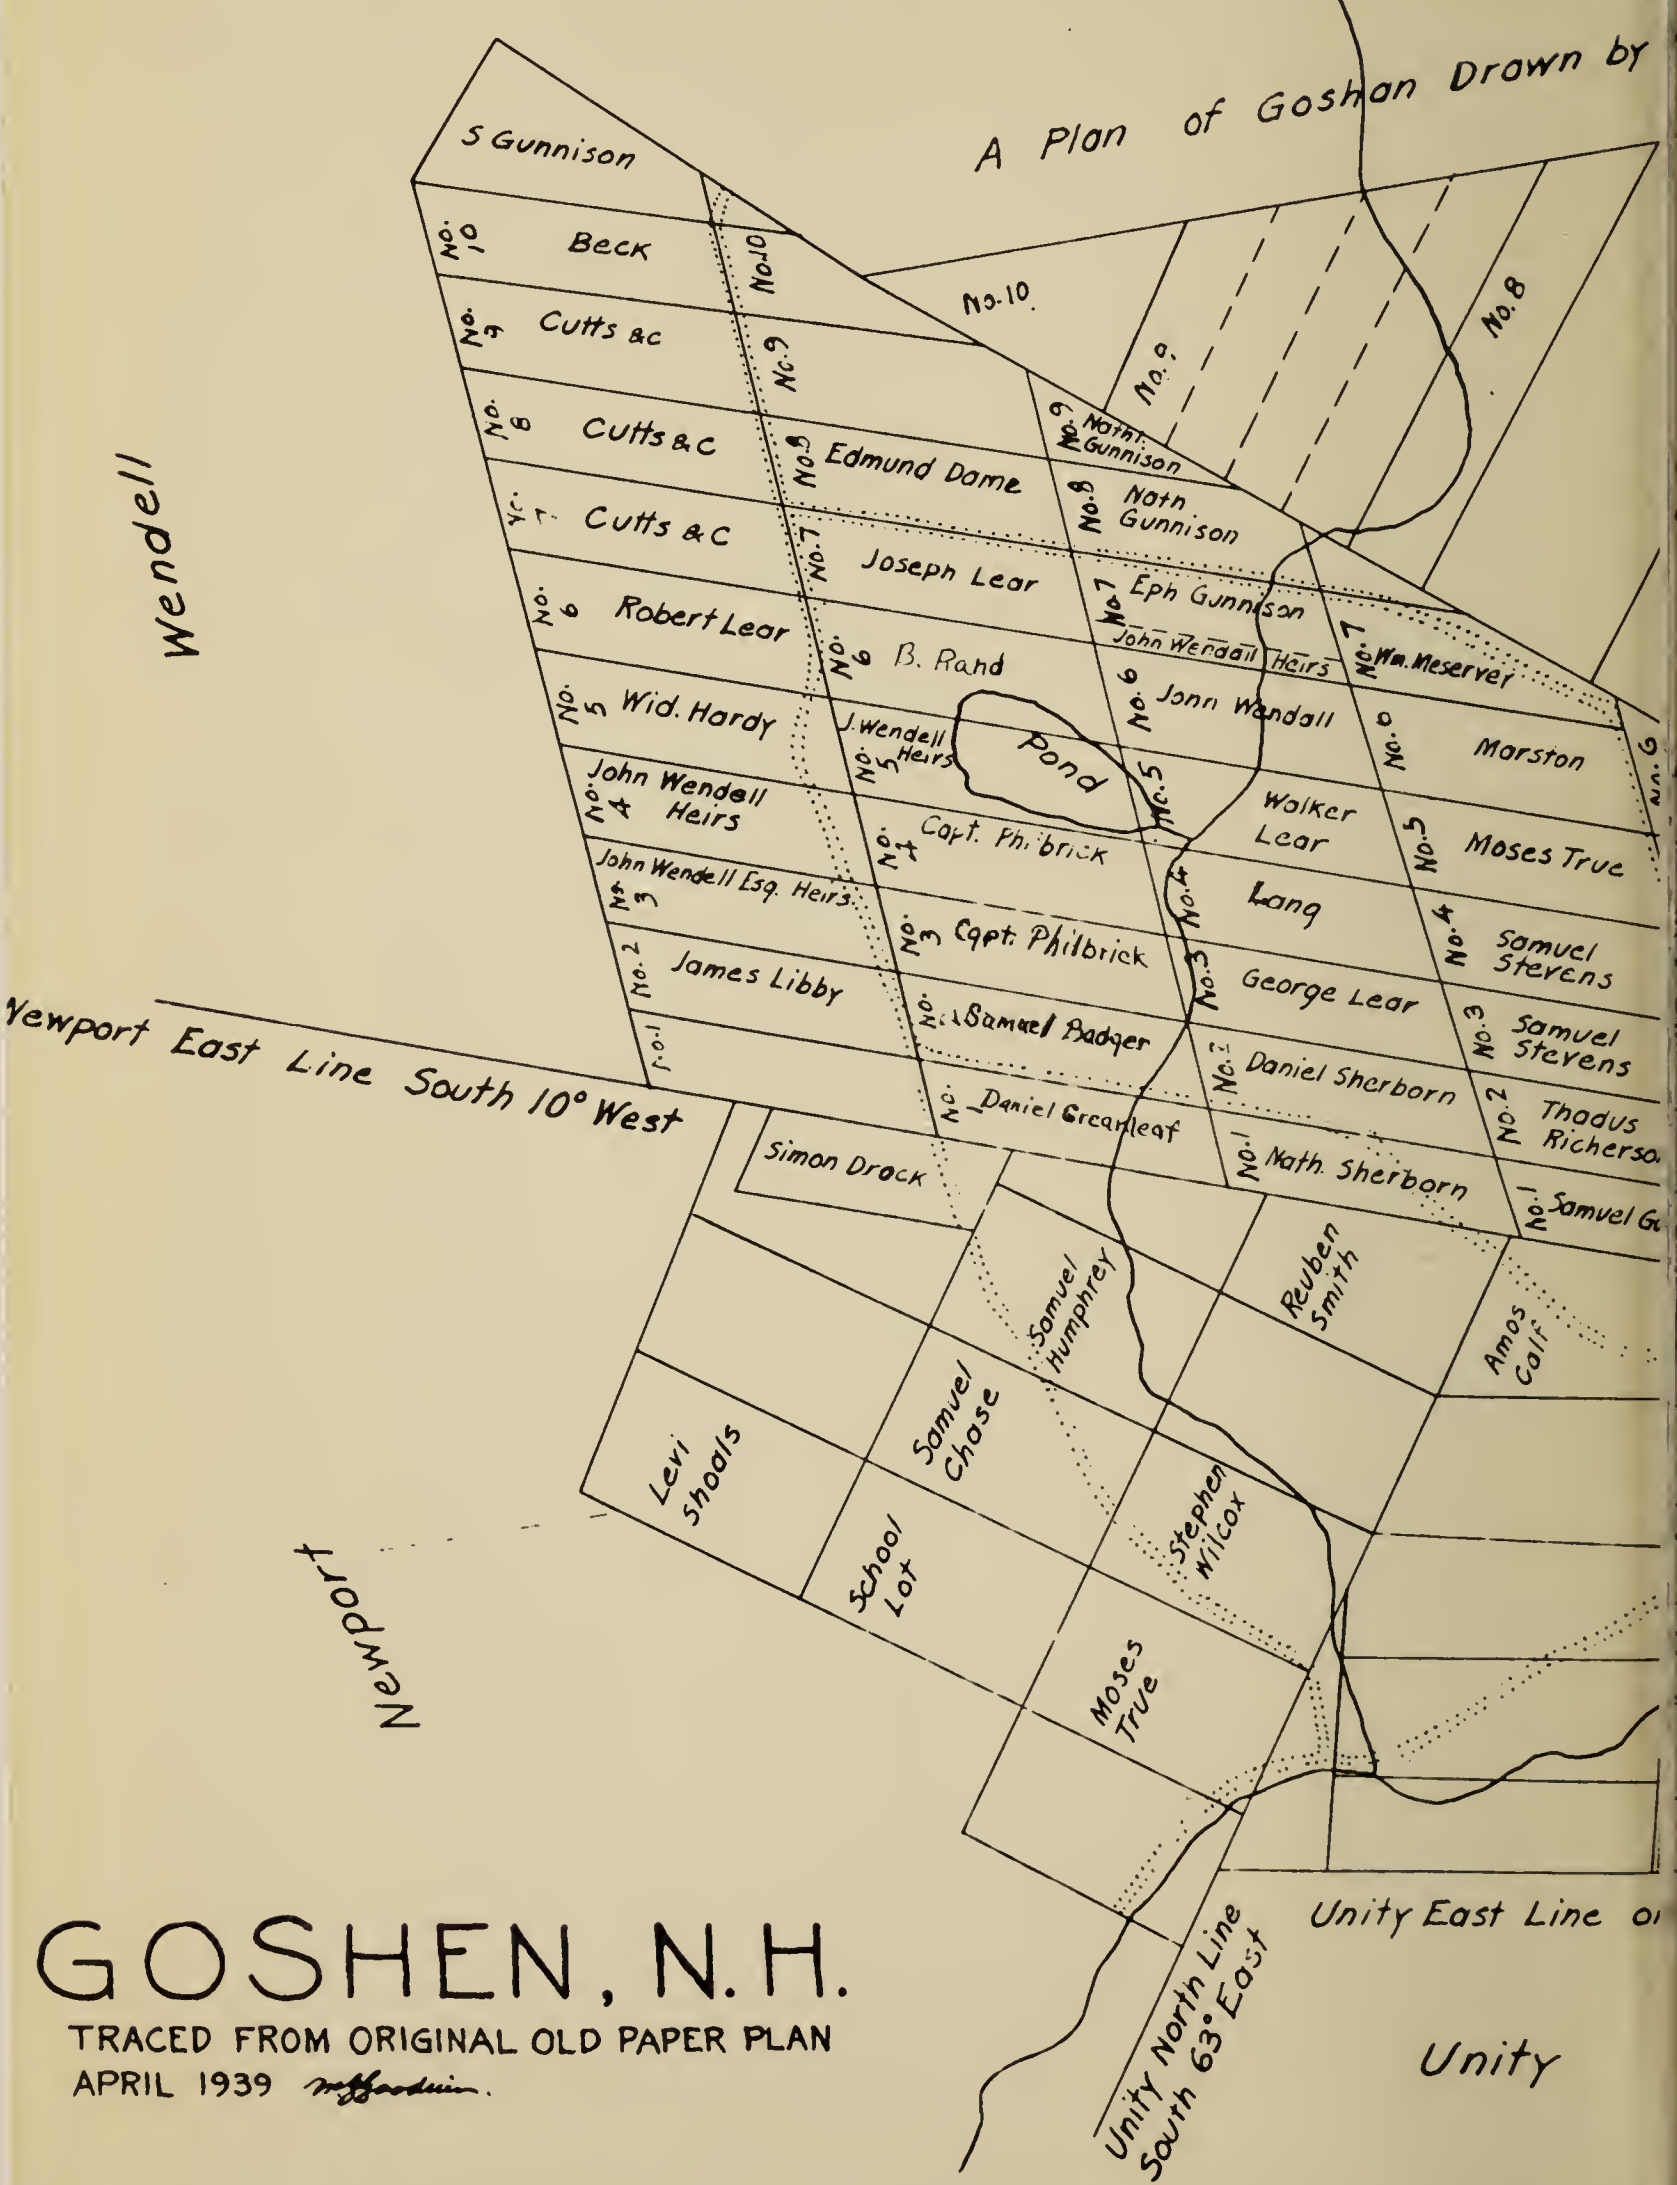 A Plan of Goshan Drawn by
S Gunnison
No. 10
Beck
No. 10
No. 10.
No. 9.
No. 8
No. 9
Cutts &c
No. 9
No. 9
Nathl.
Gunnison
No. 8
Cutts & C
No. 8
Edmund Dame
No. 8
Nath
Gunnison
7
Cutts & C
No. 7
Joseph Lear
No. 7
Eph Gunnison
John Wendall Heirs
No. 7
Wm. Meserver
No. 6
Robert Lear
No. 6
B. Rand
No. 6
John Wendall
Marston
No. 6
No. 5
Wid. Hardy
J. Wendell
Heirs
No. 5
Pond
No. 5
Walker
Lear
No. 5
Moses True
No. 4
John Wendell
Heirs
No. 4
Capt. Philbrick
No. 4
Lang
No. 4
Samuel
Stevens
John Wendell Esq. Heirs.
No. 3
No. 3
Capt. Philbrick
No. 3
George Lear
No. 3
Samuel
Stevens
No. 2
James Libby
No.
Samuel Badger
No. 2
Daniel Sherborn
No. 2
Thadus
Richerso
No. 1
No. 1
Daniel Greanleaf
No. 1
Nath. Sherborn
No. 1
Samuel G
Wendell
Newport East Line South 10° West
Simon Drack
Samuel
Humphrey
Reuben
Smith
Amos
Calf
Levi
Shoals
Samuel
Chase
School
Lot
Stephen
Wilcox
Moses
True
Newport
Unity East Line or
Unity North Line
South 63° East
Unity
GOSHEN, N.H.
TRACED FROM ORIGINAL OLD PAPER PLAN
APRIL 1939